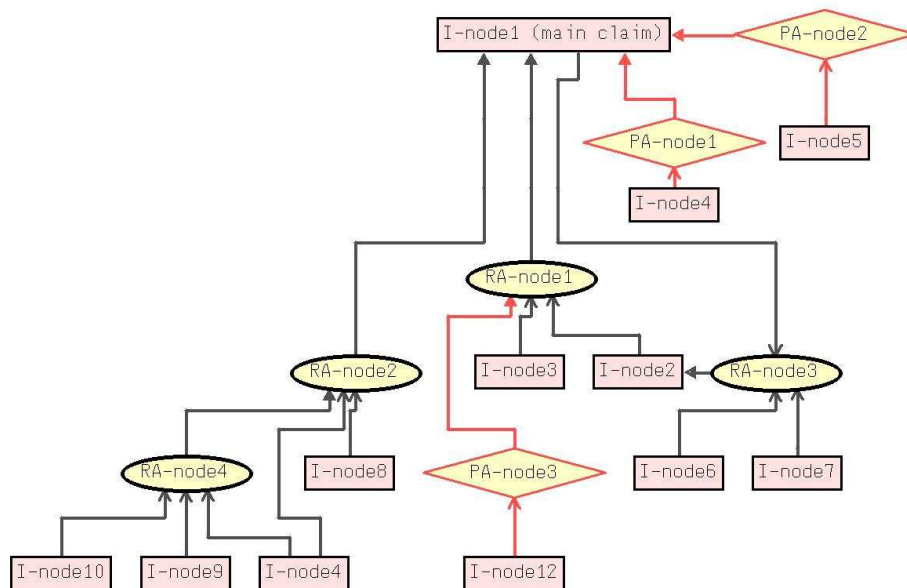 I-node1 (main claim)
PA-node2
PA-node1
I-node5
I-node4
RA-node1
RA-node2
I-node3
I-node2
RA-node3
RA-node4
I-node8
PA-node3
I-node6
I-node7
I-node10
I-node9
I-node4
I-node12